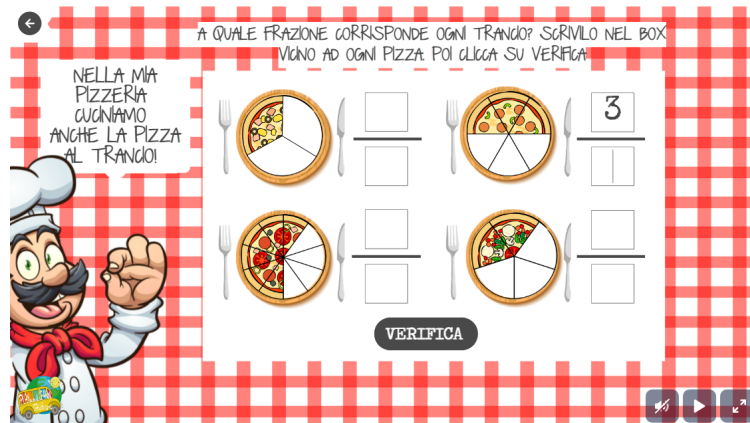 A QUALE FRAZIONE CORRISPONDE OGNI TRANCIO? SCRIVILO NEL BOX
VICINO AD OGNI PIZZA. POI CLICCA SU VERIFICA
NELLA MIA
PIZZERIA
CUCINIAMO
ANCHE LA PIZZA
AL TRANCIO!
3
VERIFICA